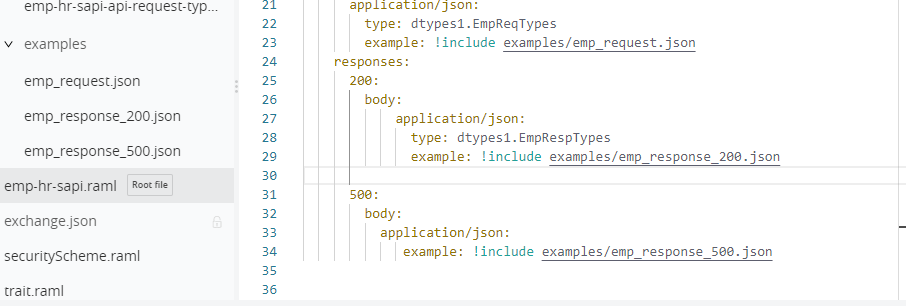 emp-hr-sapi-api-request-typ...
examples
emp_request.json
emp_response_200.json
emp_response_500.json
emp-hr-sapi.raml Root file
exchange.json
securityScheme.raml
trait.raml
21 application/json:
22 type: dtypes1.EmpReqTypes
23 example: !include examples/emp_request.json
24 responses:
25 200:
26 body:
27 application/json:
28 type: dtypes1.EmpRespTypes
29 example: !include examples/emp_response_200.json
30
31 500:
32 body:
33 application/json:
34 example: !include examples/emp_response_500.json
35
36